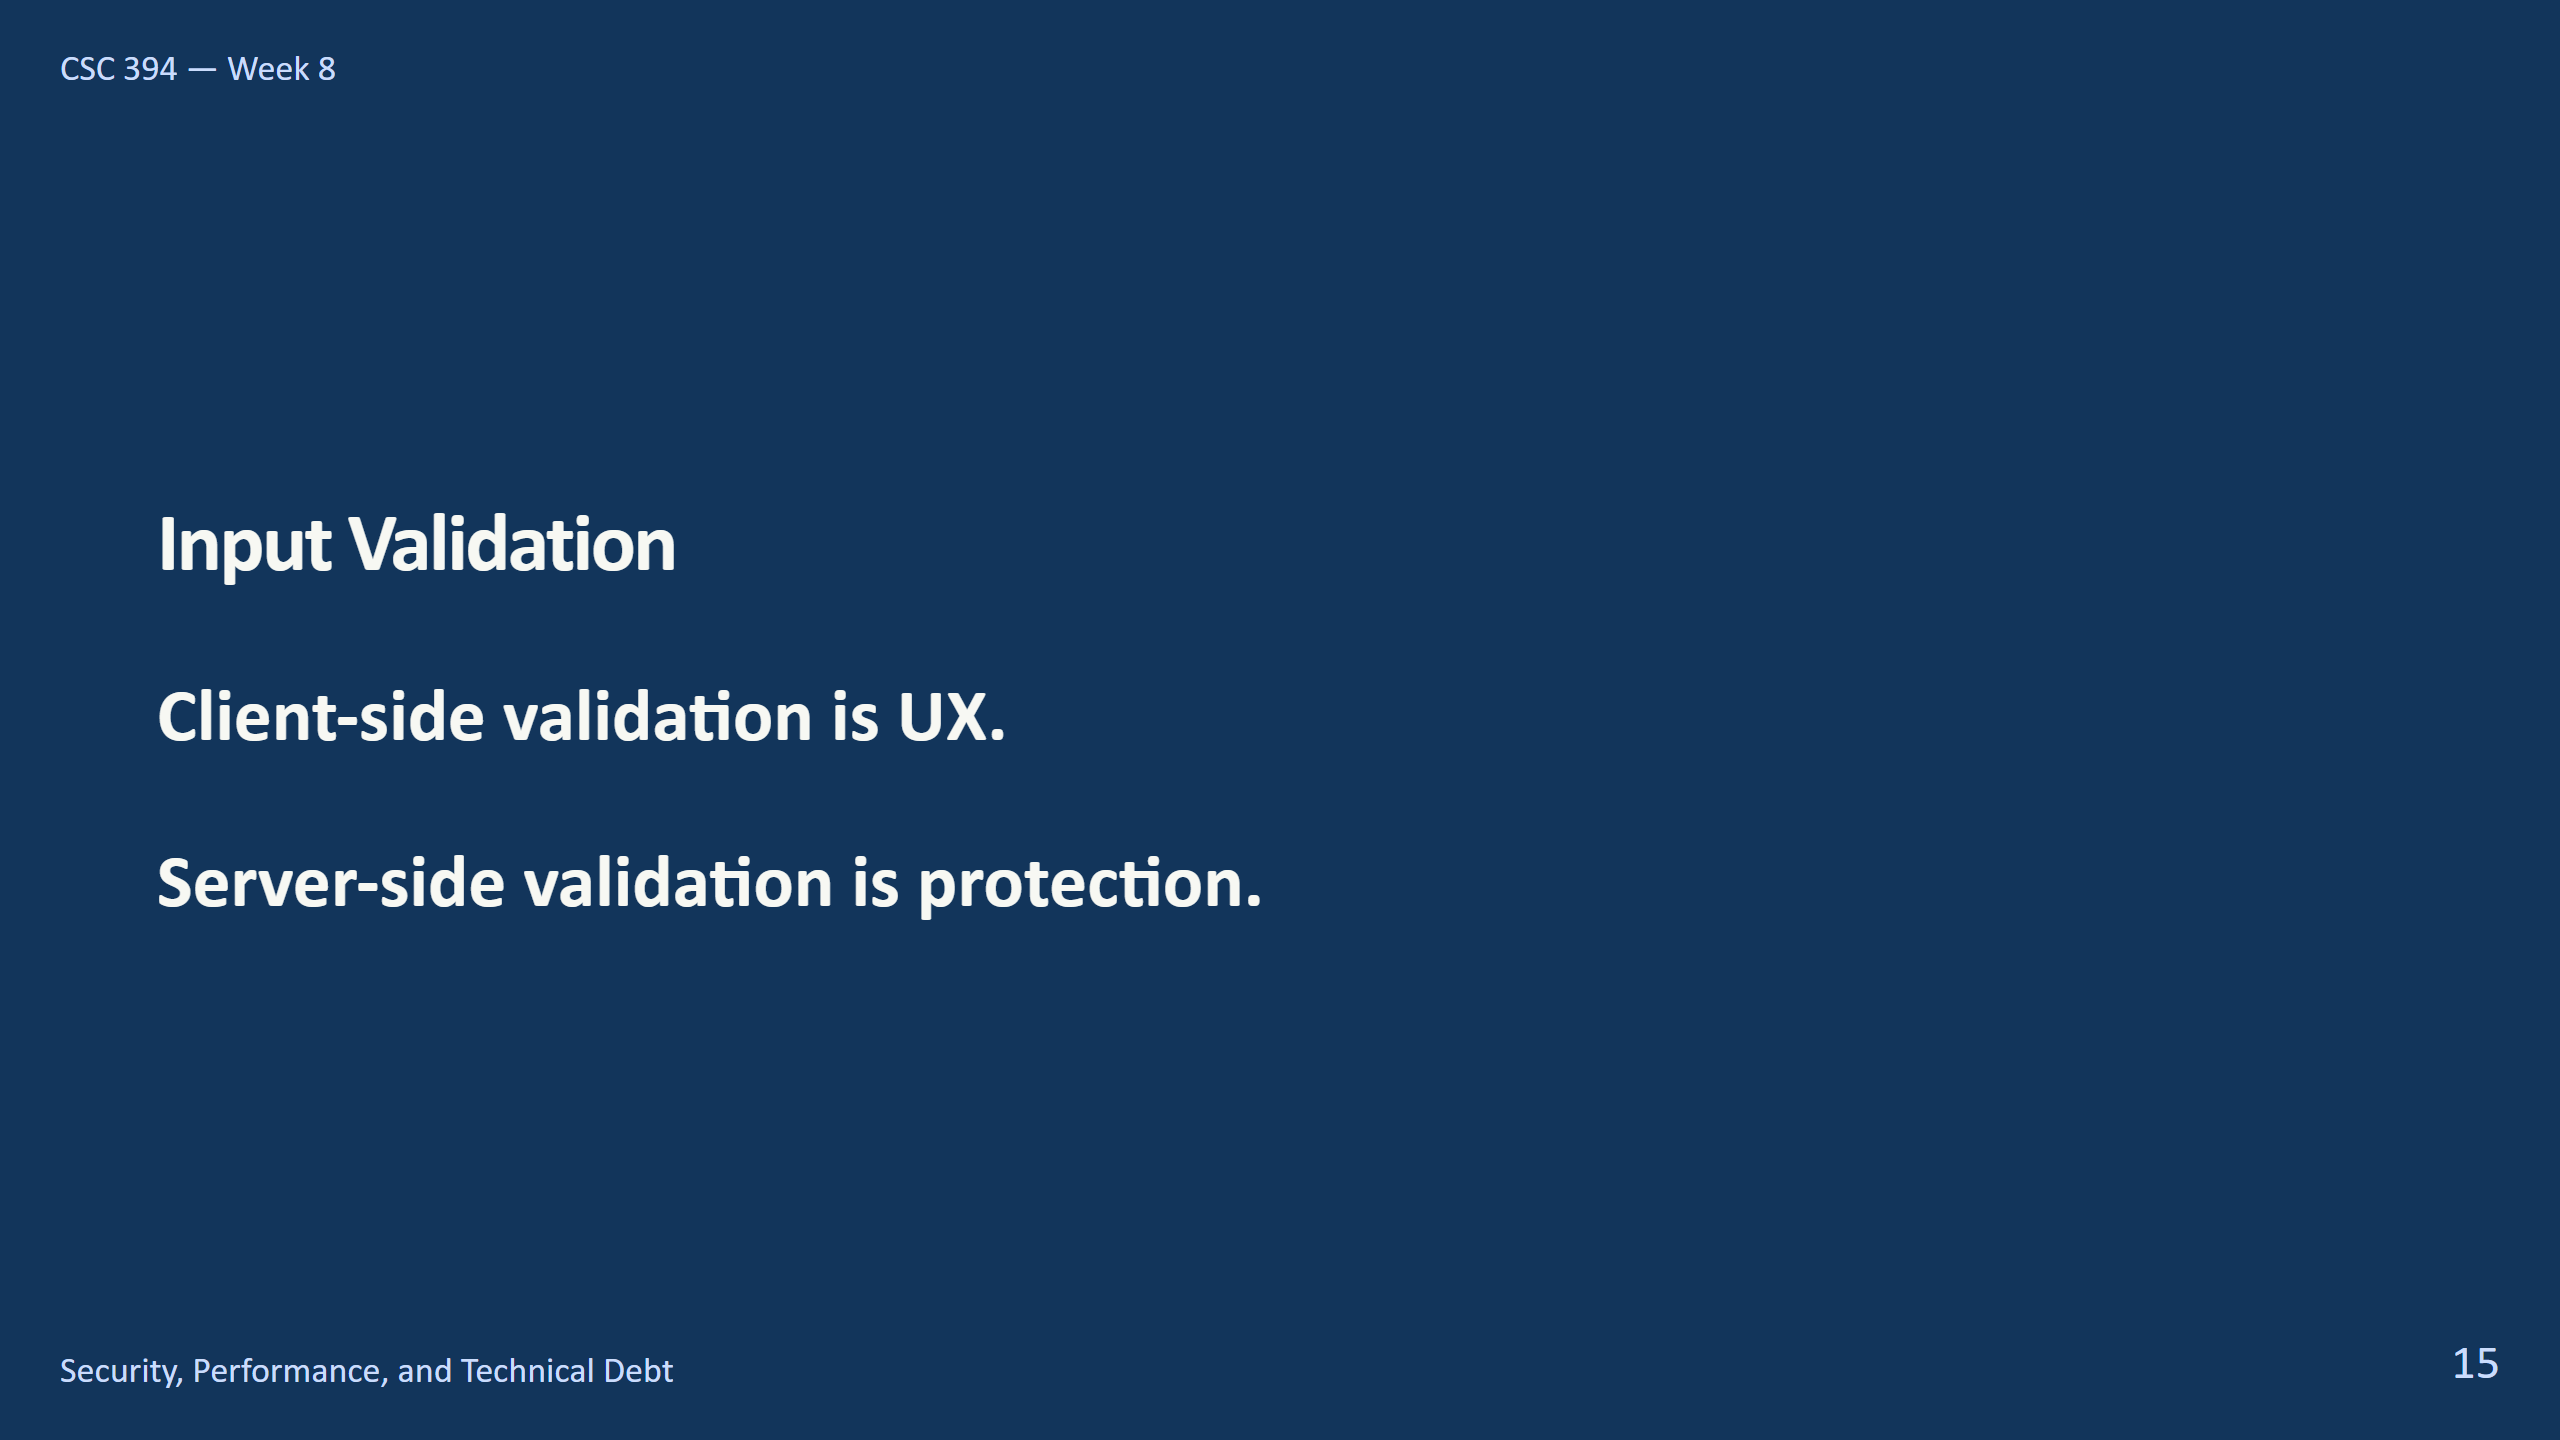 CSC 394 — Week 8
Input Validation
Client-side validation is UX.
Server-side validation is protection.
Security, Performance, and Technical Debt
15